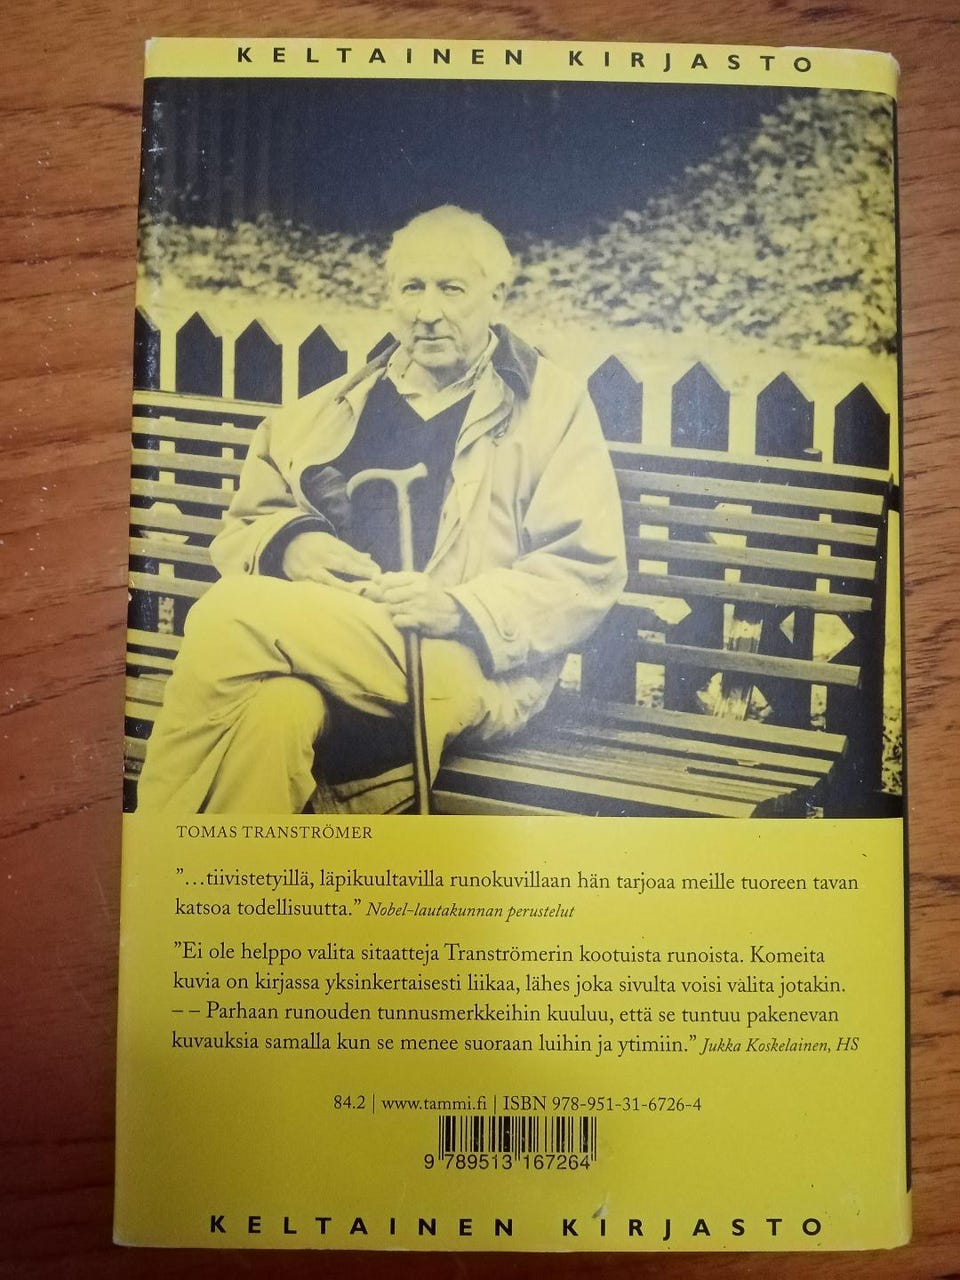 KELTAINEN KIRJASTO
TOMAS TRANSTRÖMER
”…tiivistetyillä, läpikuultavilla runokuvillaan hän tarjoaa meille tuoreen tavan
katsoa todellisuutta.” Nobel-lautakunnan perustelut
”Ei ole helppo valita sitaatteja Tranströmerin kootuista runoista. Komeita
kuvia on kirjassa yksinkertaisesti liikaa, lähes joka sivulta voisi valita jotakin.
– – Parhaan runouden tunnusmerkkeihin kuuluu, että se tuntuu pakenevan
kuvauksia samalla kun se menee suoraan luihin ja ytimiin.” Jukka Koskelainen, HS
84.2 | www.tammi.fi | ISBN 978-951-31-6726-4
9 789513 167264
KELTAINEN KIRJASTO